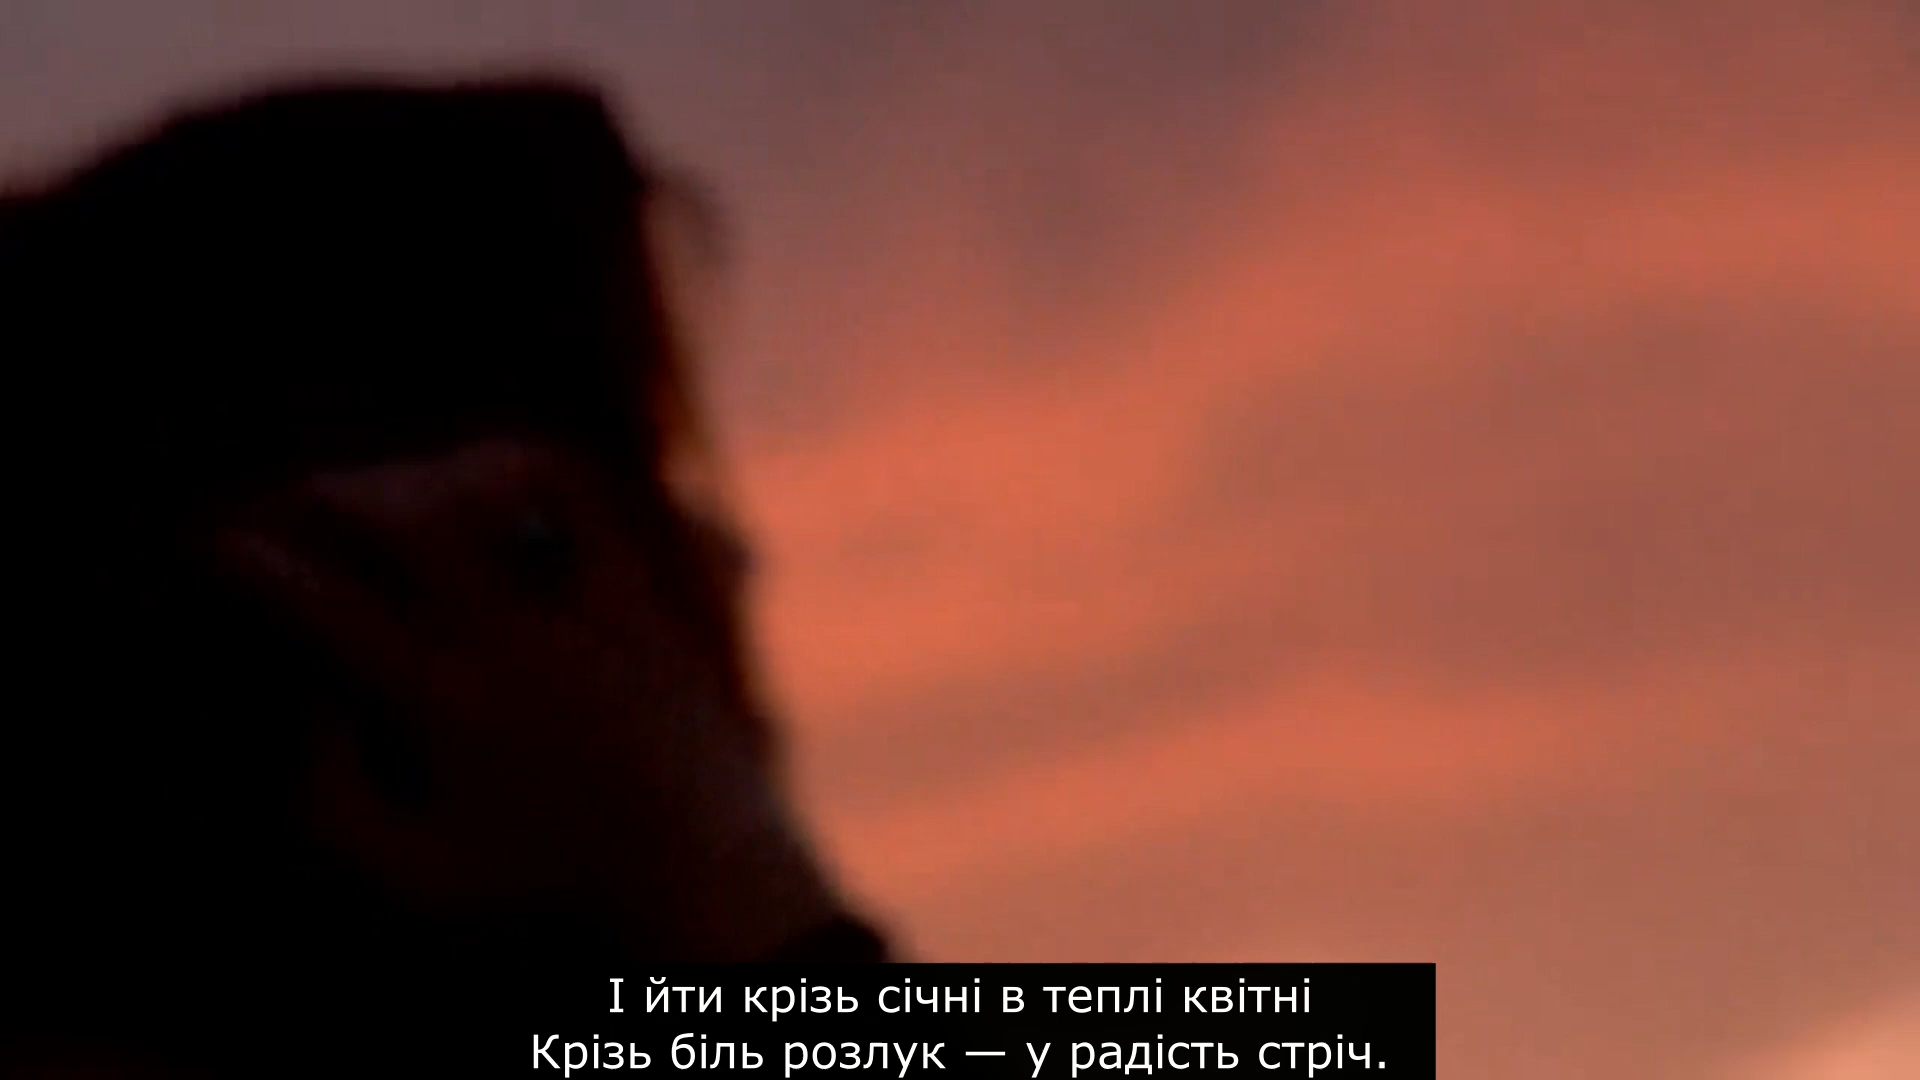 І йти крізь січні в теплі квітні
Крізь біль розлук — у радість стріч.